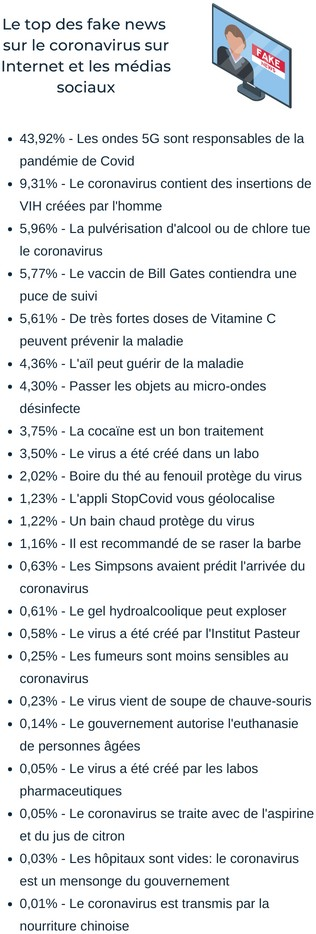 Le top des fake news
sur le coronavirus sur
Internet et les médias
sociaux
FAKE
NEWS
• 43,92% - Les ondes 5G sont responsables de la
pandémie de Covid
• 9,31% - Le coronavirus contient des insertions de
VIH créées par l'homme
• 5,96% - La pulvérisation d'alcool ou de chlore tue
le coronavirus
• 5,77% - Le vaccin de Bill Gates contiendra une
puce de suivi
• 5,61% - De très fortes doses de Vitamine C
peuvent prévenir la maladie
• 4,36% - L'aïl peut guérir de la maladie
• 4,30% - Passer les objets au micro-ondes
désinfecte
• 3,75% - La cocaïne est un bon traitement
• 3,50% - Le virus a été créé dans un labo
• 2,02% - Boire du thé au fenouil protège du virus
• 1,23% - L'appli StopCovid vous géolocalise
• 1,22% - Un bain chaud protège du virus
• 1,16% - Il est recommandé de se raser la barbe
• 0,63% - Les Simpsons avaient prédit l'arrivée du
coronavirus
• 0,61% - Le gel hydroalcoolique peut exploser
• 0,58% - Le virus a été créé par l'Institut Pasteur
• 0,25% - Les fumeurs sont moins sensibles au
coronavirus
• 0,23% - Le virus vient de soupe de chauve-souris
• 0,14% - Le gouvernement autorise l'euthanasie
de personnes âgées
• 0,05% - Le virus a été créé par les labos
pharmaceutiques
• 0,05% - Le coronavirus se traite avec de l'aspirine
et du jus de citron
• 0,03% - Les hôpitaux sont vides: le coronavirus
est un mensonge du gouvernement
• 0,01% - Le coronavirus est transmis par la
nourriture chinoise